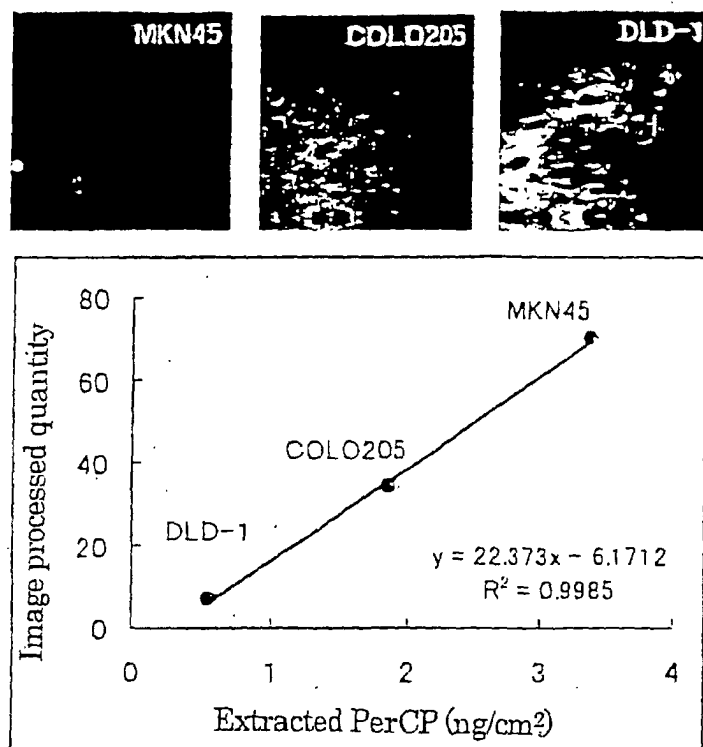 MKN45
COLO205
DLD-1
80
60
40
20
0
Image processed quantity
MKN45
COLO205
DLD-1
y = 22.373x - 6.1712
R² = 0.9985
0 1 2 3 4
Extracted PerCP (ng/cm²)